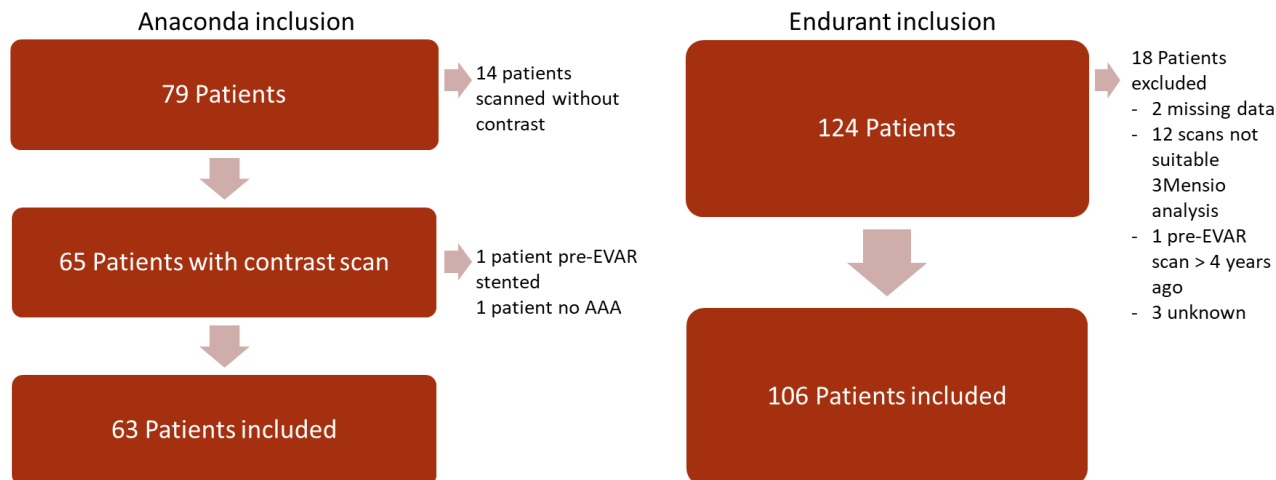 Anaconda inclusion
79 Patients
14 patients
scanned without
contrast
65 Patients with contrast scan
1 patient pre-EVAR
stented
1 patient no AAA
63 Patients included
Endurant inclusion
124 Patients
18 Patients
excluded
- 2 missing data
- 12 scans not
suitable
3Mensio
analysis
- 1 pre-EVAR
scan > 4 years
ago
- 3 unknown
106 Patients included